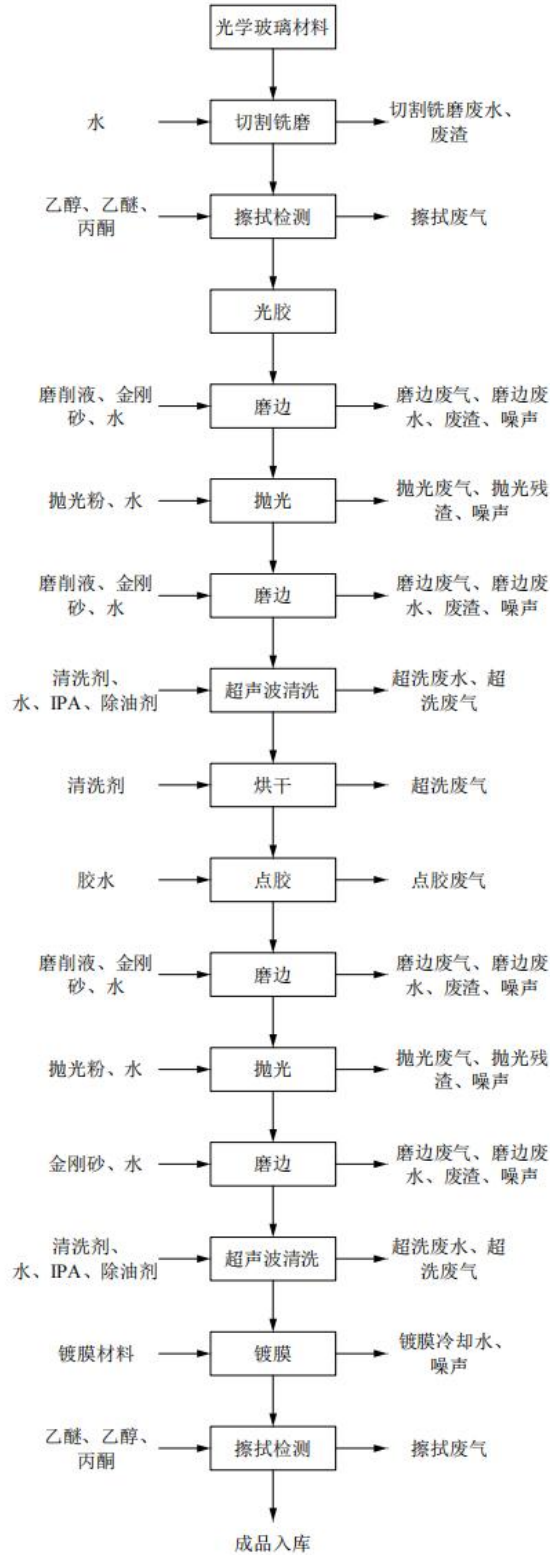 光学玻璃材料
水
切割铣磨
切割铣磨废水、
废渣
乙醇、乙醚、
丙酮
擦拭检测
擦拭废气
光胶
磨削液、金刚
砂、水
磨边
磨边废气、磨边废
水、废渣、噪声
抛光粉、水
抛光
抛光废气、抛光残
渣、噪声
磨削液、金刚
砂、水
磨边
磨边废气、磨边废
水、废渣、噪声
清洗剂、
水、IPA、除油剂
超声波清洗
超洗废水、超
洗废气
清洗剂
烘干
超洗废气
胶水
点胶
点胶废气
磨削液、金刚
砂、水
磨边
磨边废气、磨边废
水、废渣、噪声
抛光粉、水
抛光
抛光废气、抛光残
渣、噪声
金刚砂、水
磨边
磨边废气、磨边废
水、废渣、噪声
清洗剂、
水、IPA、除油剂
超声波清洗
超洗废水、超
洗废气
镀膜材料
镀膜
镀膜冷却水、
噪声
乙醚、乙醇、
丙酮
擦拭检测
擦拭废气
成品入库